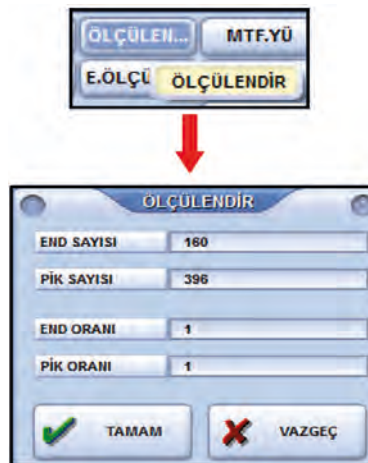 ÖLÇÜLEN... MTF.YÜ
E.ÖLÇÜ ÖLÇÜLENDİR
ÖLÇÜLENDİR
END SAYISI 160
PİK SAYISI 396
END ORANI 1
PİK ORANI 1
TAMAM VAZGEÇ